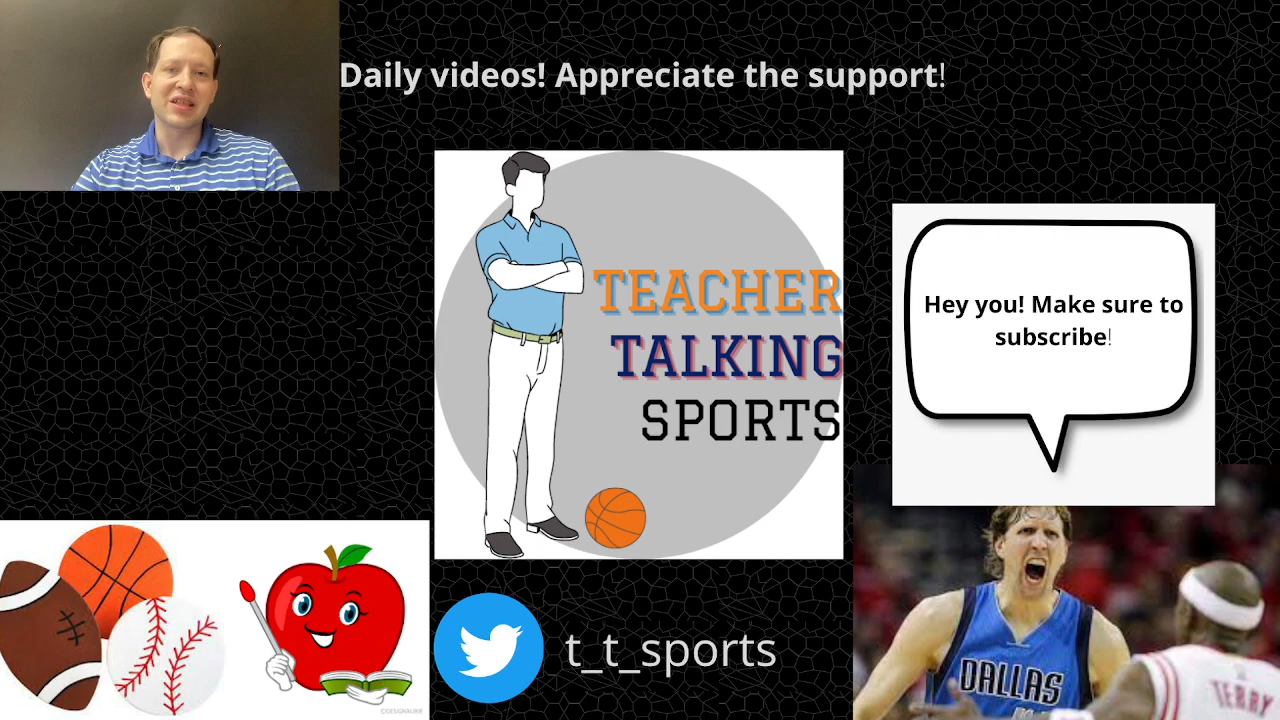 Daily videos! Appreciate the support!
TEACHER
TALKING
SPORTS
Hey you! Make sure to
subscribe!
t_t_sports
DALLAS
TERRY